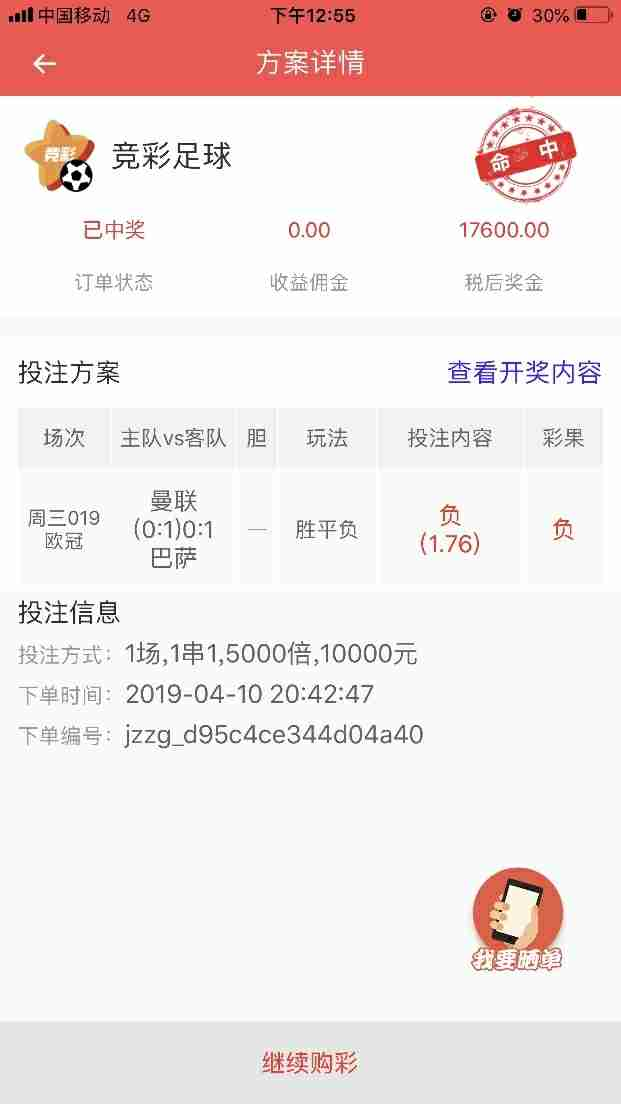 中国移动 4G 下午12:55 30%
方案详情
竞彩 竞彩足球 命中
已中奖 0.00 17600.00
订单状态 收益佣金 税后奖金
投注方案 查看开奖内容
场次 主队vs客队 胆 玩法 投注内容 彩果
周三019
欧冠
曼联
(0:1)0:1
巴萨
—
胜平负
负
(1.76)
负
投注信息
投注方式: 1场,1串1,5000倍,10000元
下单时间: 2019-04-10 20:42:47
下单编号: jzzg_d95c4ce344d04a40
我要晒单
继续购彩